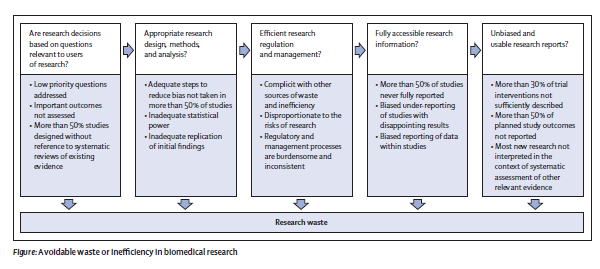 Are research decisions
based on questions
relevant to users
of research?
• Low priority questions
addressed
• Important outcomes
not assessed
• More than 50% studies
designed without
reference to systematic
reviews of existing
evidence
Appropriate research
design, methods,
and analysis?
• Adequate steps to
reduce bias not taken in
more than 50% of studies
• Inadequate statistical
power
• Inadequate replication
of initial findings
Efficient research
regulation
and management?
• Complicit with other
sources of waste
and inefficiency
• Disproportionate to the
risks of research
• Regulatory and
management processes
are burdensome and
inconsistent
Fully accessible research
information?
• More than 50% of studies
never fully reported
• Biased under-reporting
of studies with
disappointing results
• Biased reporting of data
within studies
Unbiased and
usable research reports?
• More than 30% of trial
interventions not
sufficiently described
• More than 50% of
planned study outcomes
not reported
• Most new research not
interpreted in the
context of systematic
assessment of other
relevant evidence
Research waste
Figure: Avoidable waste or inefficiency in biomedical research